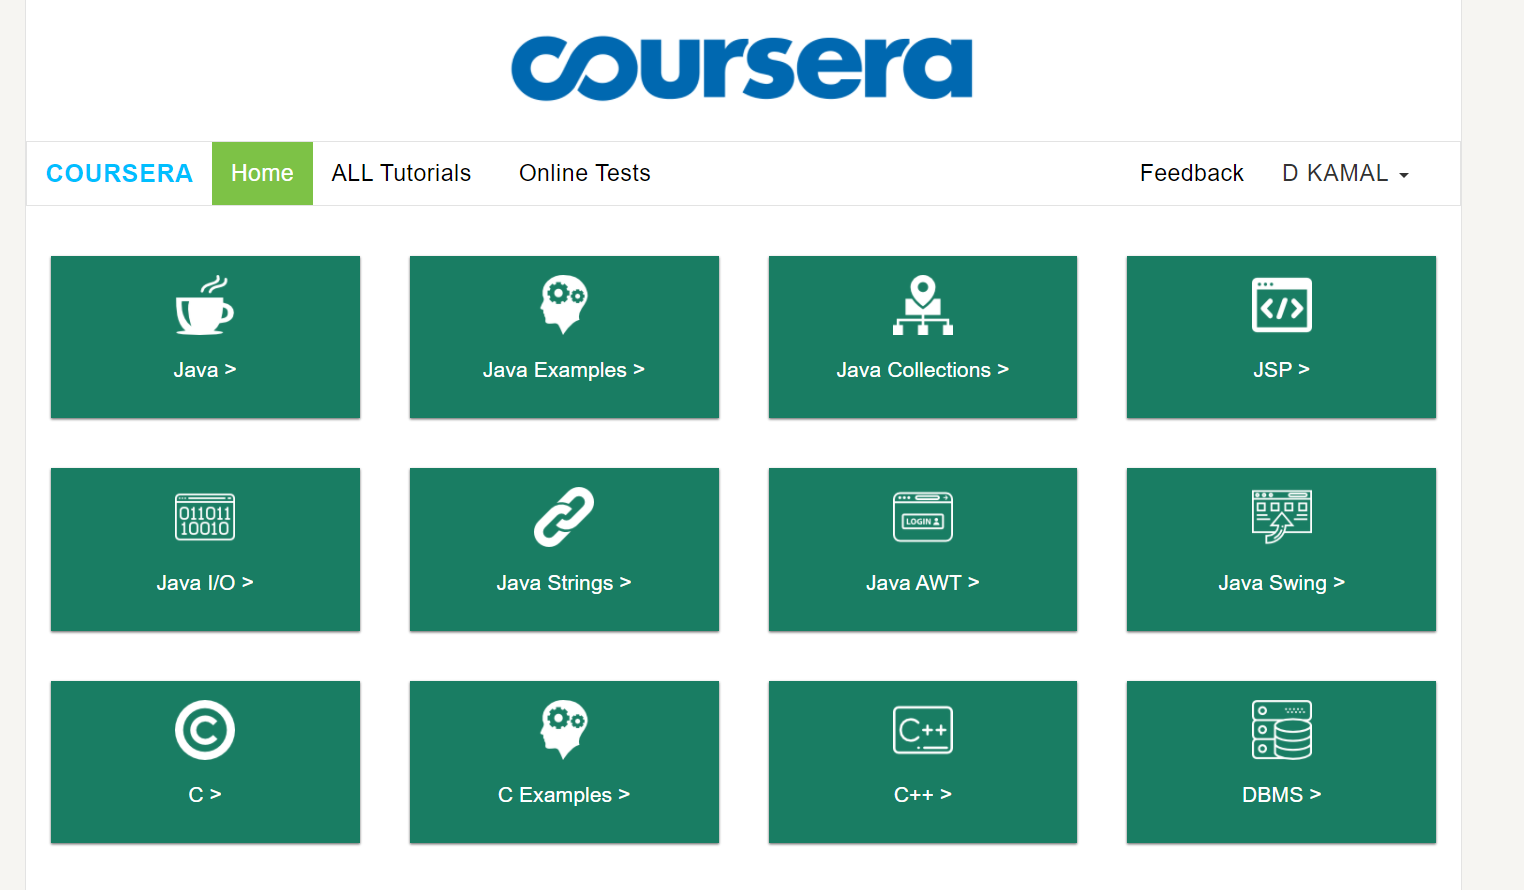 coursera
COURSERA Home ALL Tutorials Online Tests Feedback D KAMAL
Java > Java Examples > Java Collections > JSP >
</>
011011
10010
LOGIN
Java I/O > Java Strings > Java AWT > Java Swing >
C C++
C > C Examples > C++ > DBMS >